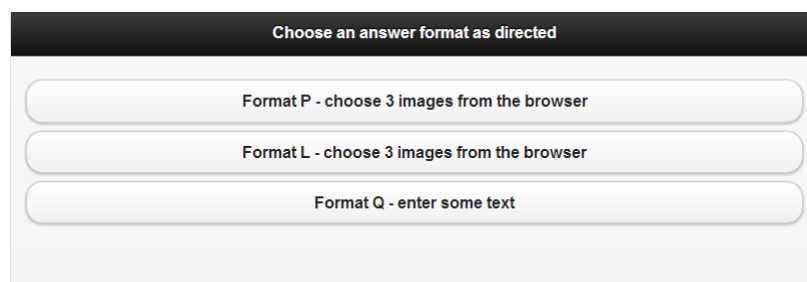 Choose an answer format as directed
Format P - choose 3 images from the browser
Format L - choose 3 images from the browser
Format Q - enter some text